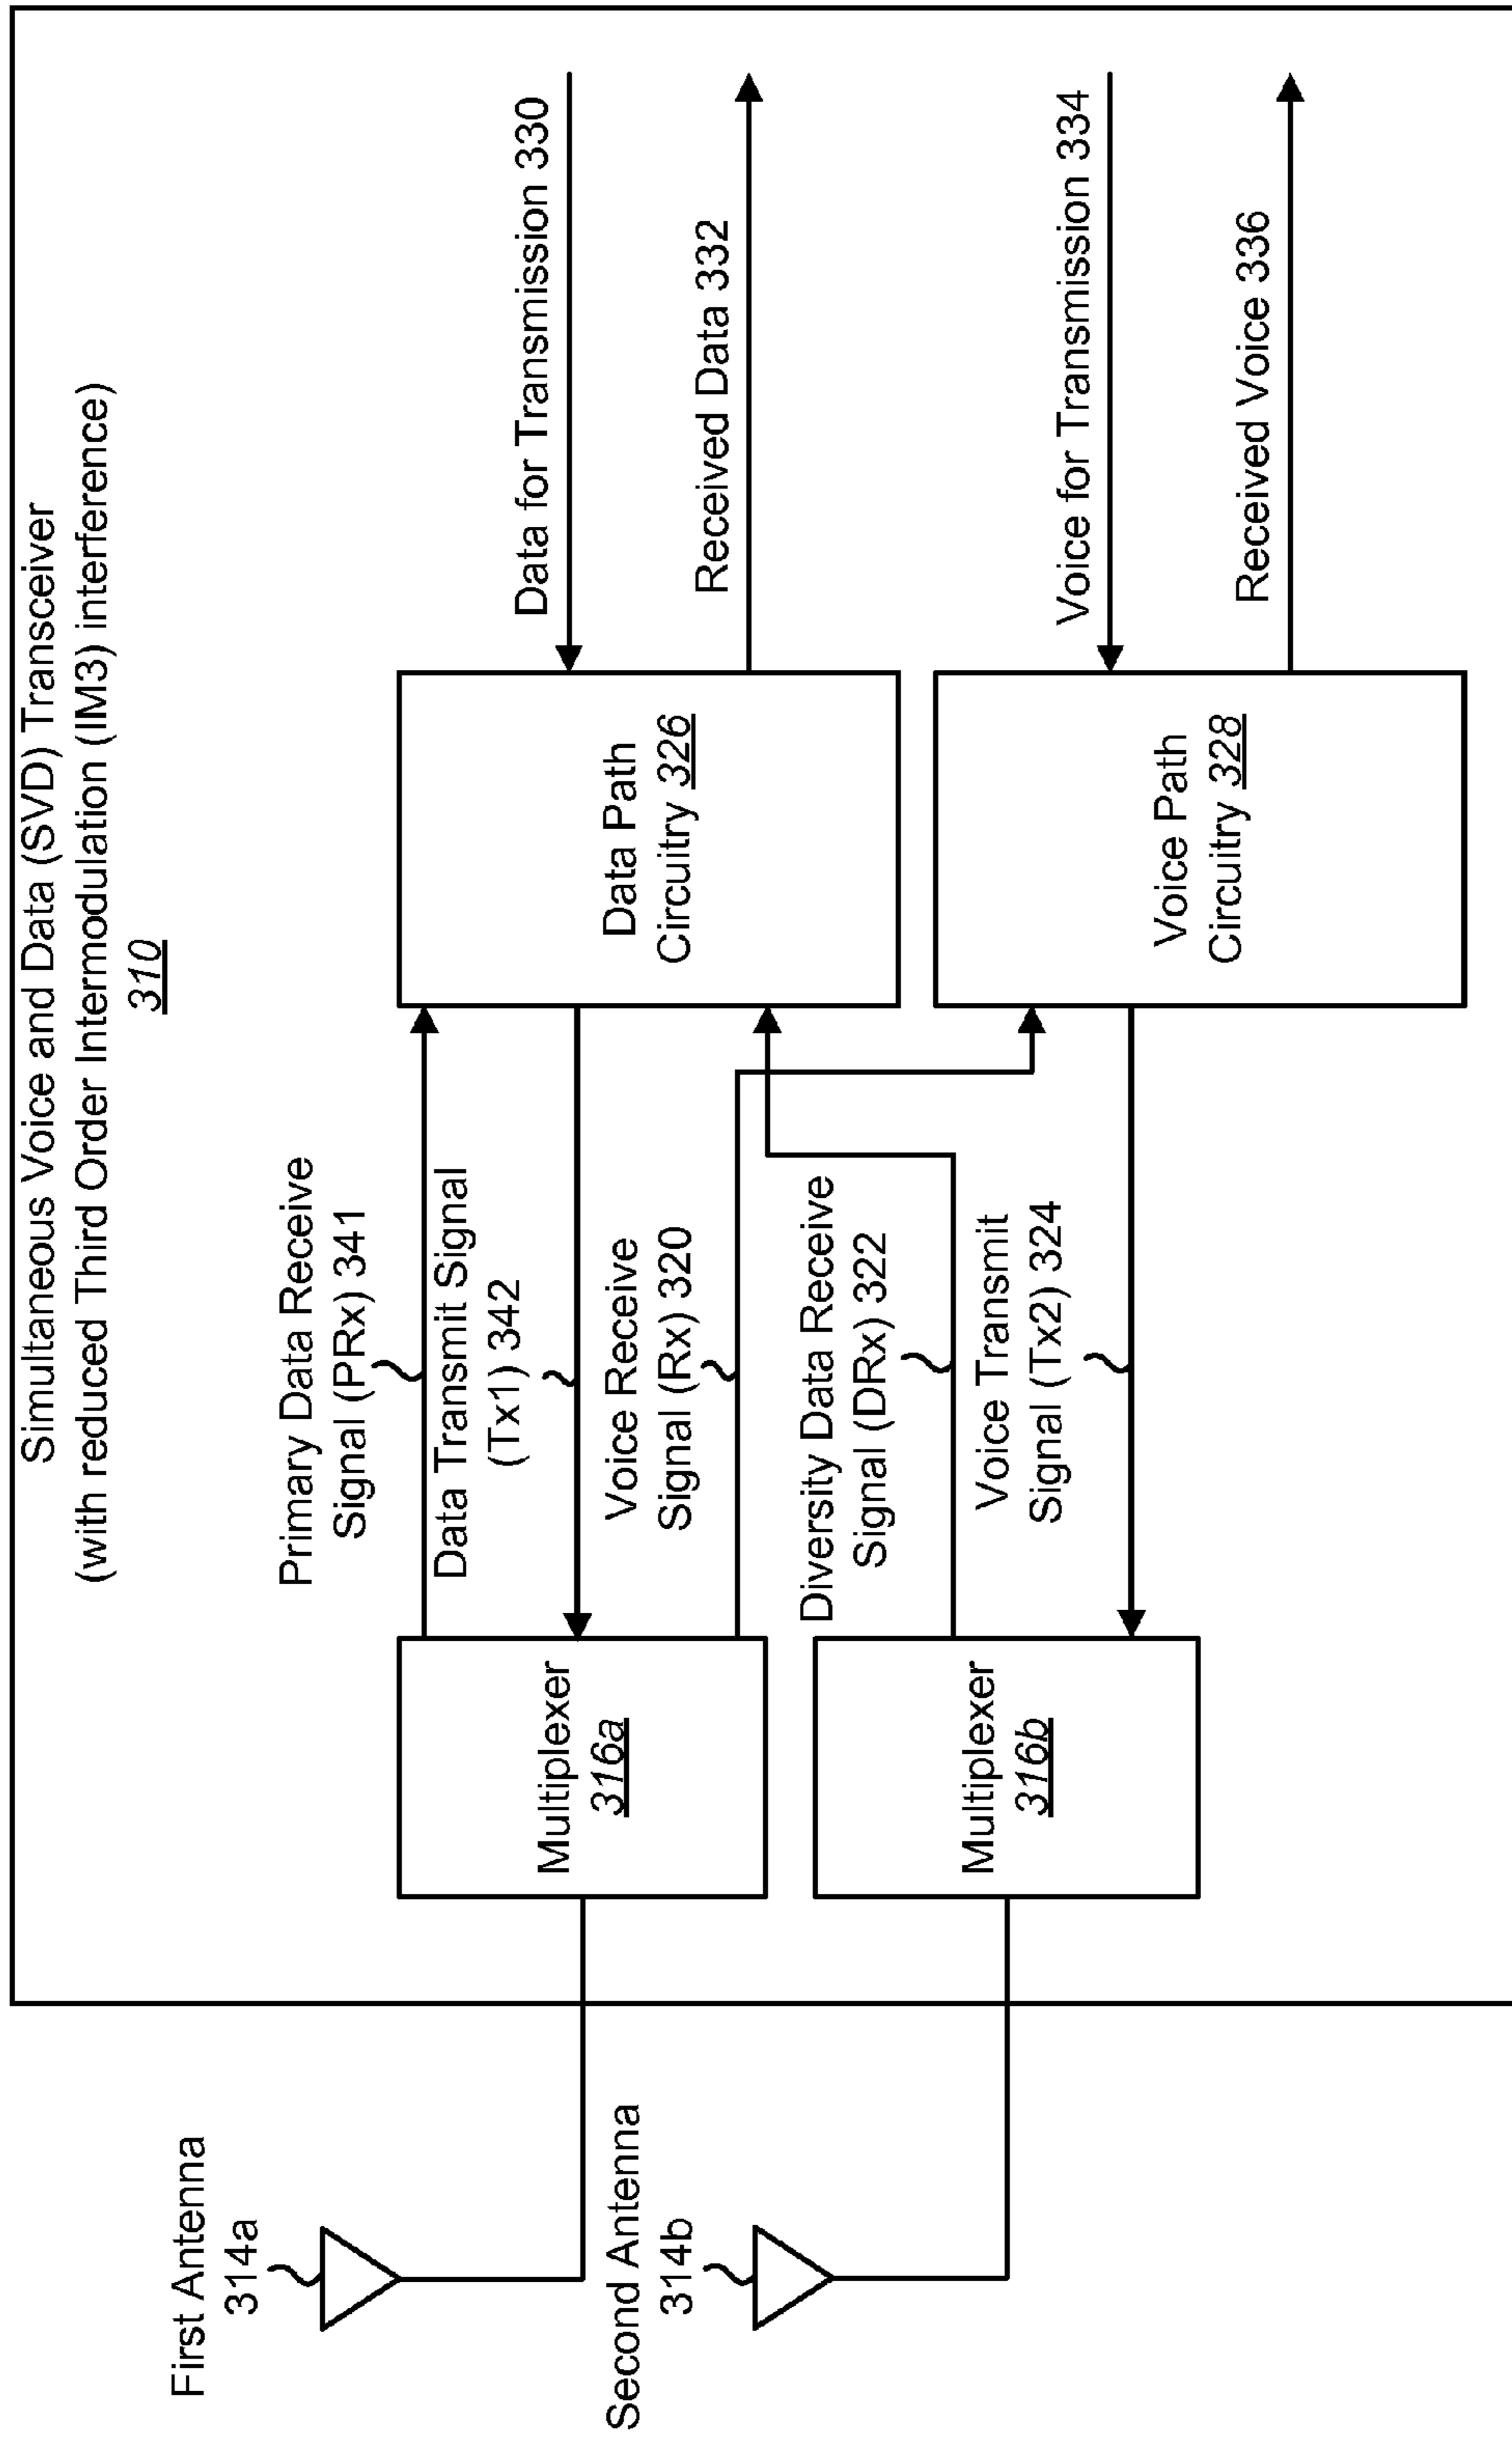 Simultaneous Voice and Data (SVD) Transceiver
(with reduced Third Order Intermodulation (IM3) interference)
310
First Antenna
314a
Second Antenna
314b
Multiplexer
316a
Multiplexer
316b
Primary Data Receive
Signal (PRx) 341
Data Transmit Signal
(Tx1) 342
Voice Receive
Signal (Rx) 320
Diversity Data Receive
Signal (DRx) 322
Voice Transmit
Signal (Tx2) 324
Data Path
Circuitry 326
Voice Path
Circuitry 328
Data for Transmission 330
Received Data 332
Voice for Transmission 334
Received Voice 336